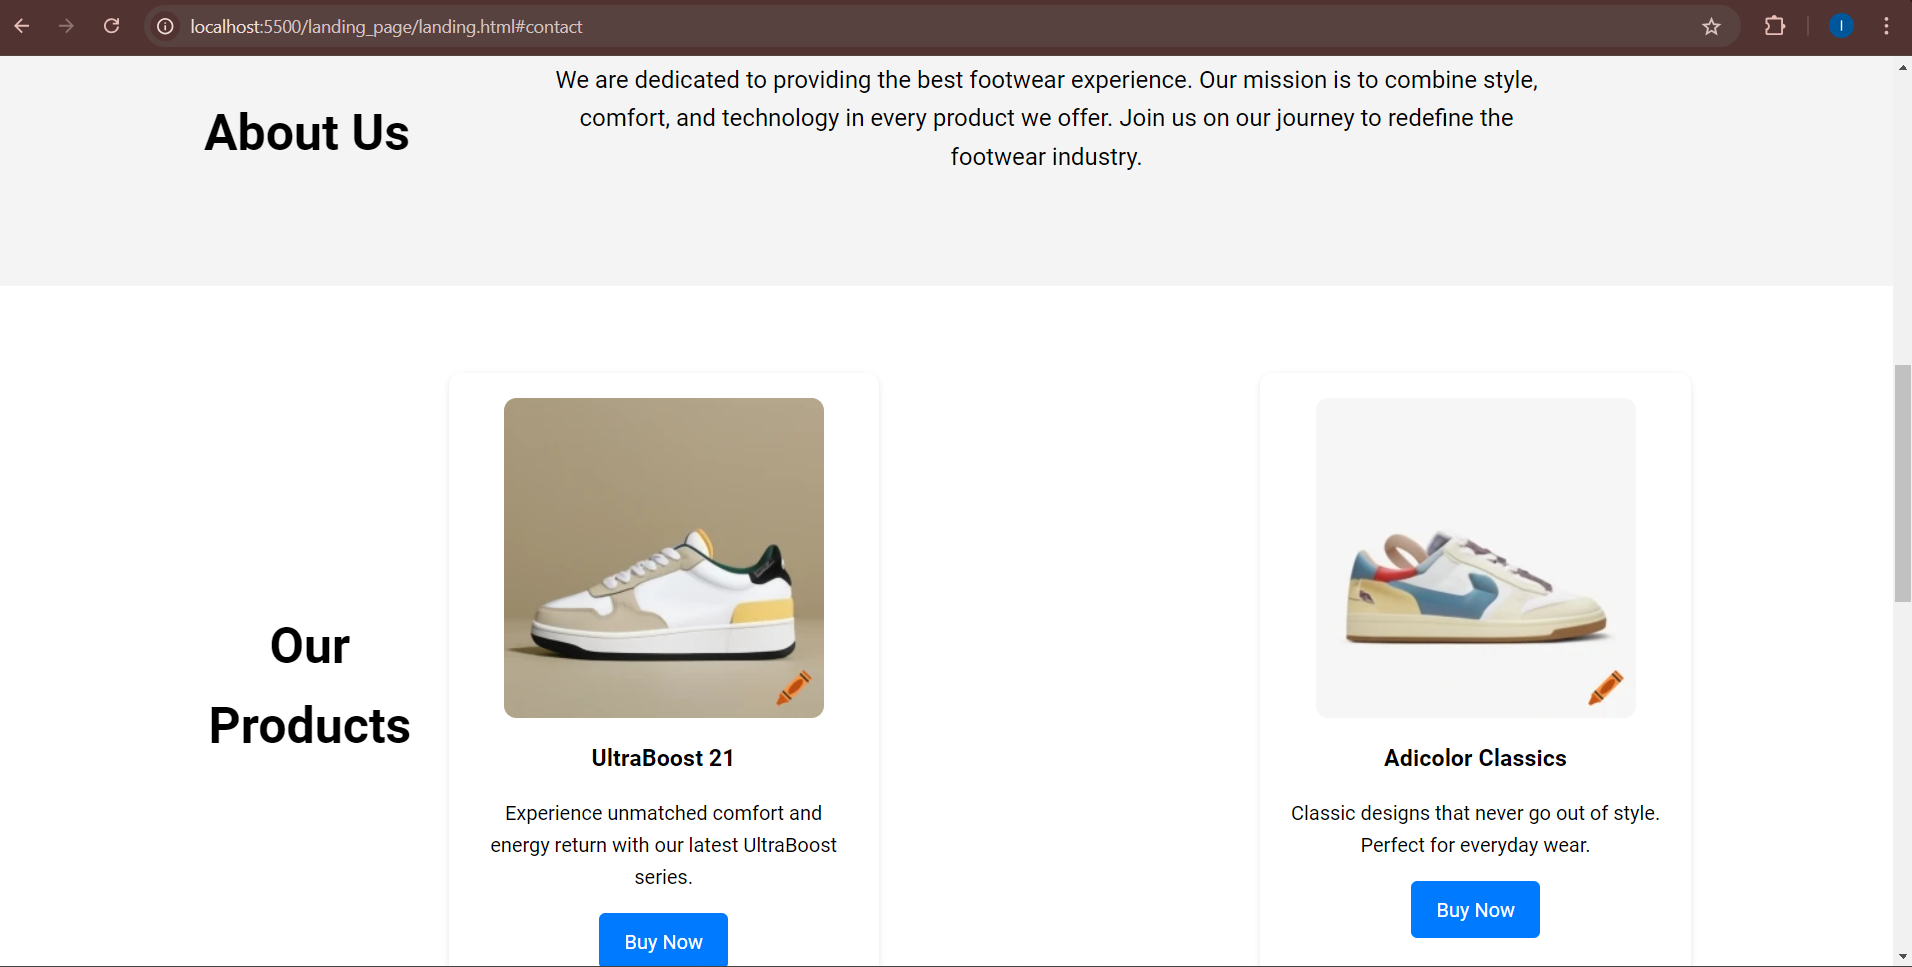 localhost:5500/landing_page/landing.html#contact
I
About Us
We are dedicated to providing the best footwear experience. Our mission is to combine style,
comfort, and technology in every product we offer. Join us on our journey to redefine the
footwear industry.
Our
Products
UltraBoost 21
Experience unmatched comfort and
energy return with our latest UltraBoost
series.
Buy Now
Adicolor Classics
Classic designs that never go out of style.
Perfect for everyday wear.
Buy Now